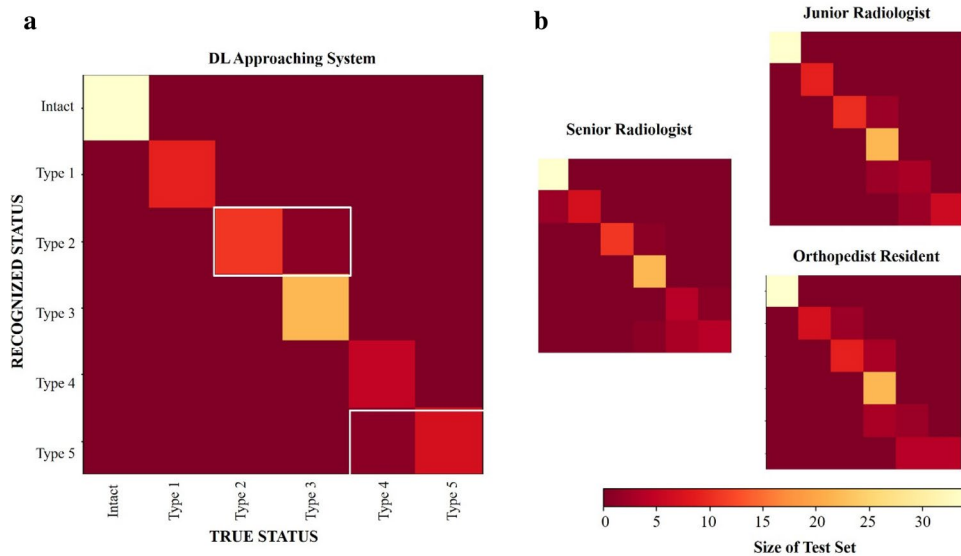 a
DL Approaching System
RECOGNIZED STATUS
Intact
Type 1
Type 2
Type 3
Type 4
Type 5
Intact
Type 1
Type 2
Type 3
Type 4
Type 5
TRUE STATUS
b
Junior Radiologist
Senior Radiologist
Orthopedist Resident
0 5 10 15 20 25 30
Size of Test Set